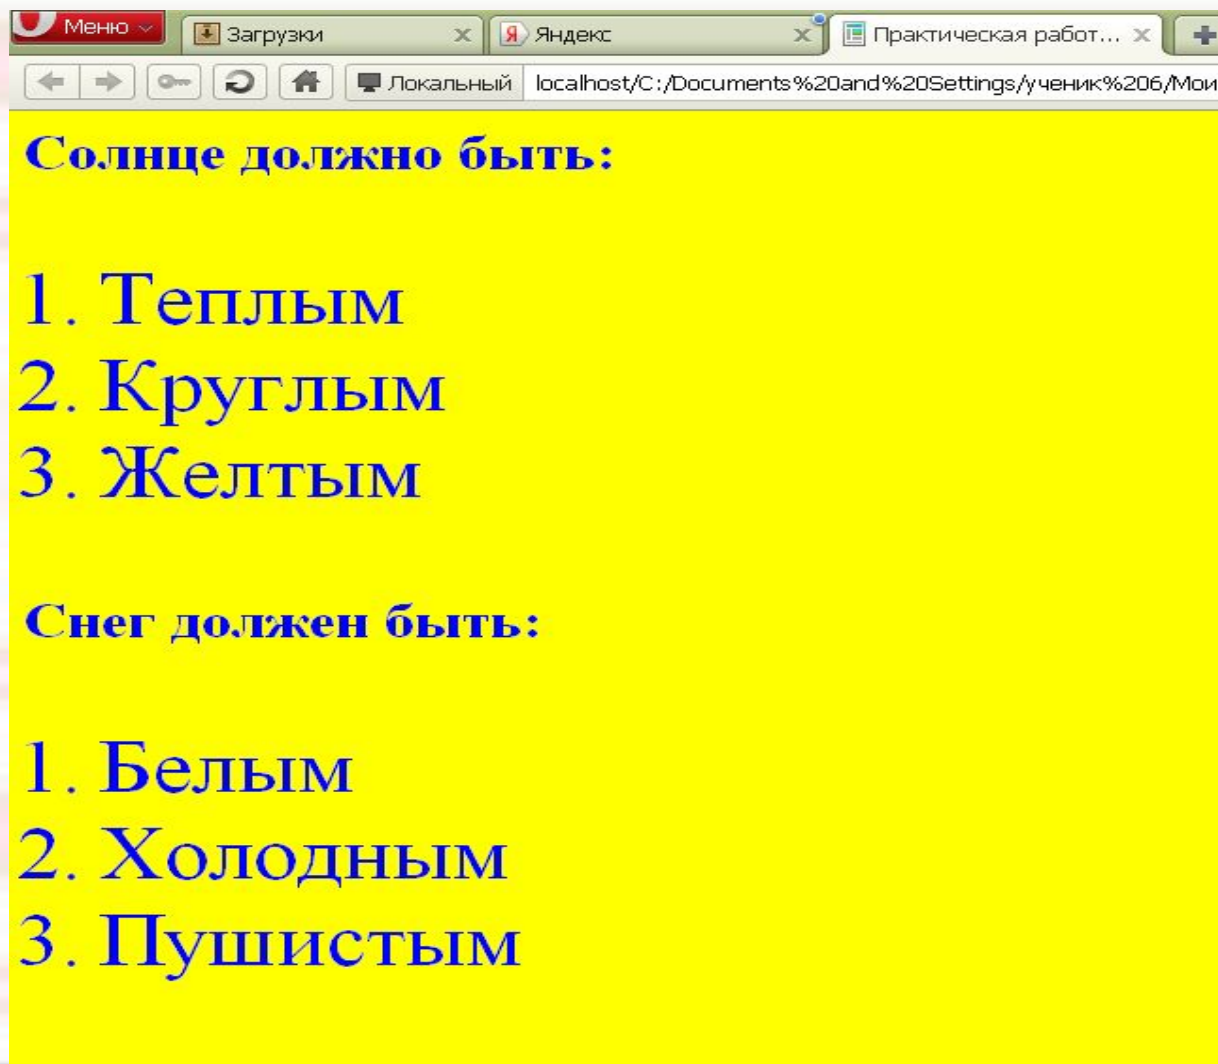 Меню
Загрузки
Яндекс
Практическая работ...
Локальный localhost/C:/Documents%20and%20Settings/ученик%206/Мои
Солнце должно быть:
1. Теплым
2. Круглым
3. Желтым
Снег должен быть:
1. Белым
2. Холодным
3. Пушистым